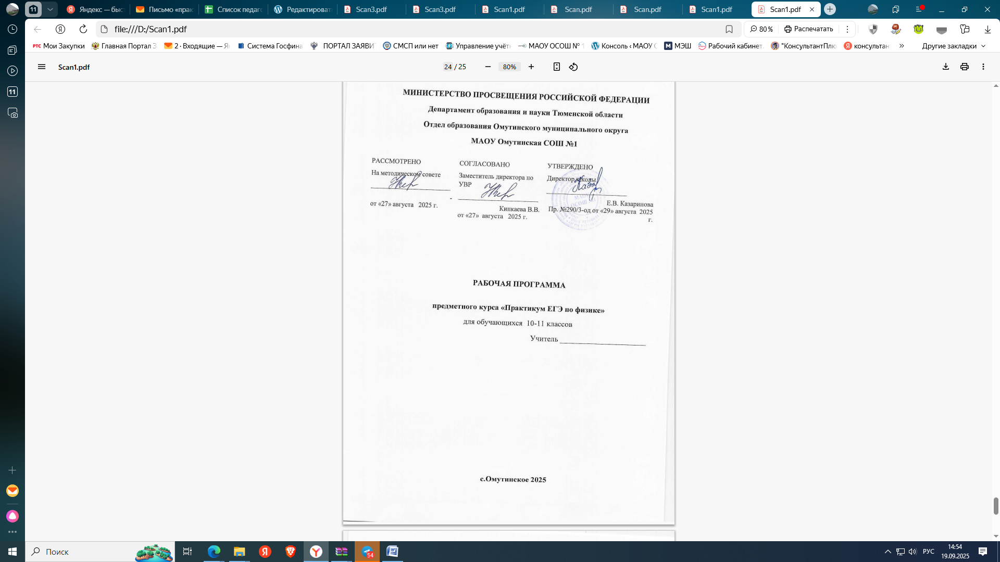 11
Яндекс — быс
Письмо «прак
Список педаго
Редактироват
Scan3.pdf
Scan3.pdf
Scan1.pdf
Scan.pdf
Scan.pdf
Scan1.pdf
Scan1.pdf
file:///D:/Scan1.pdf
80%
Распечатать
Мои Закупки
Главная Портал З
2 · Входящие — Ян
Система Госфина
ПОРТАЛ ЗАЯВИТ
СМСП или нет
Управление учётн
МАОУ ОСОШ № 1
Консоль ‹ МАОУ О
МЭШ
Рабочий кабинет.
"КонсультантПлю
консультан
»
Другие закладки
11
Scan1.pdf
24 / 25
80%
МИНИСТЕРСТВО ПРОСВЕЩЕНИЯ РОССИЙСКОЙ ФЕДЕРАЦИИ
Департамент образования и науки Тюменской области
Отдел образования Омутинского муниципального округа
МАОУ Омутинская СОШ №1
РАССМОТРЕНО
На методическом совете
от «27» августа 2025 г.
СОГЛАСОВАНО
Заместитель директора по
УВР
Кипкаева В.В.
от «27» августа 2025 г.
УТВЕРЖДЕНО
Директор школы
Е.В. Казаринова
Пр. №290/3-од от «29» августа 2025
г.
РАБОЧАЯ ПРОГРАММА
предметного курса «Практикум ЕГЭ по физике»
для обучающихся 10-11 классов
Учитель
с.Омутинское 2025
Поиск
54
РУС
14:54
19.09.2025